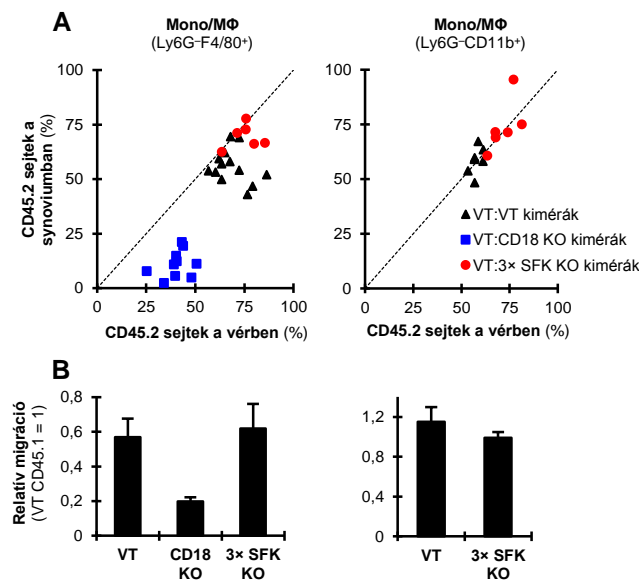 A
Mono/MΦ
(Ly6G⁻F4/80⁺)
CD45.2 sejtek a
synoviumban (%)
100
75
50
25
0
0 25 50 75 100
CD45.2 sejtek a vérben (%)
Mono/MΦ
(Ly6G⁻CD11b⁺)
100
75
50
25
0
0 25 50 75 100
CD45.2 sejtek a vérben (%)
VT:VT kimérák
VT:CD18 KO kimérák
VT:3× SFK KO kimérák
B
Relatív migráció
(VT CD45.1 = 1)
0,8
0,6
0,4
0,2
0
VT CD18 3× SFK
KO KO
1,2
0,8
0,4
0
VT 3× SFK
KO